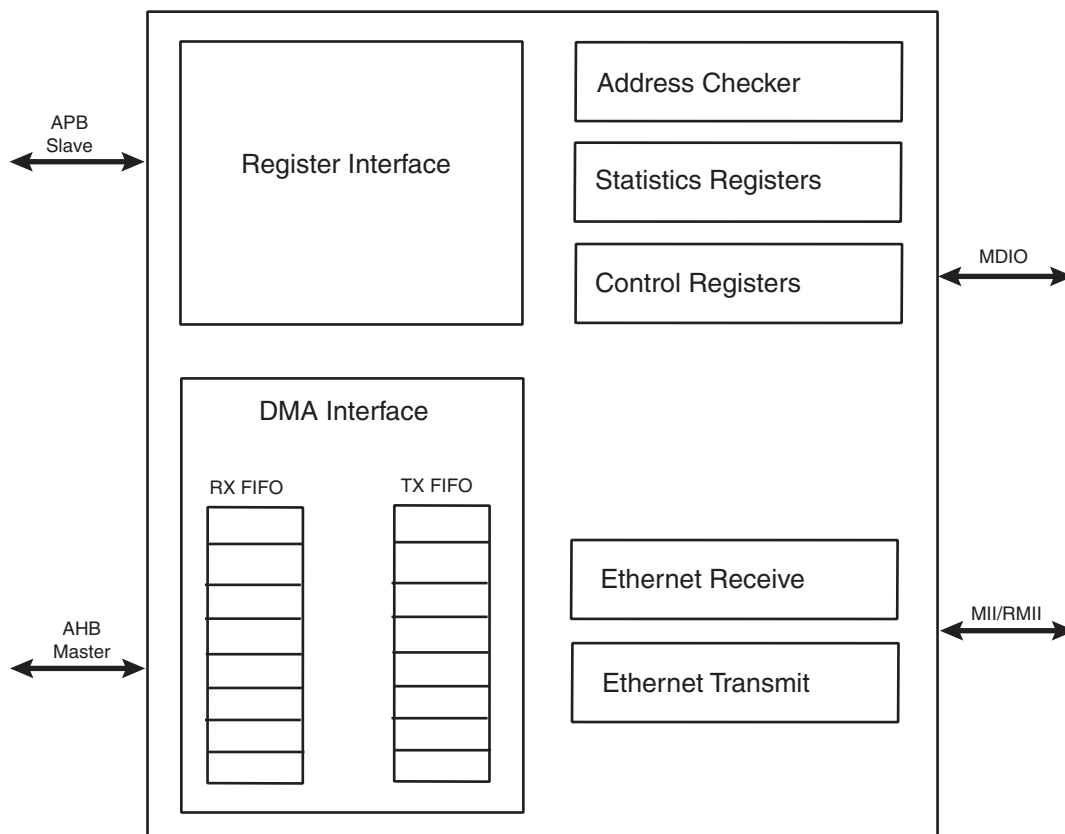 APB
Slave
Register Interface
Address Checker
Statistics Registers
Control Registers
MDIO
DMA Interface
RX FIFO
TX FIFO
AHB
Master
Ethernet Receive
Ethernet Transmit
MII/RMII